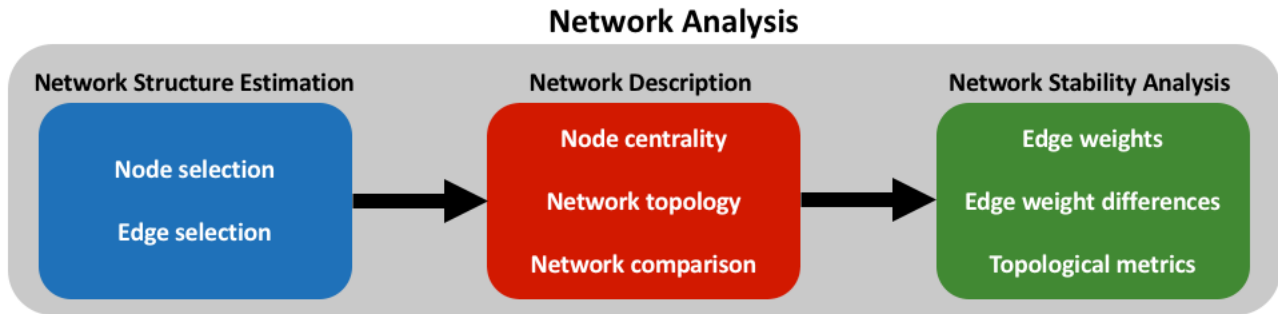 Network Analysis
Network Structure Estimation
Node selection
Edge selection
Network Description
Node centrality
Network topology
Network comparison
Network Stability Analysis
Edge weights
Edge weight differences
Topological metrics